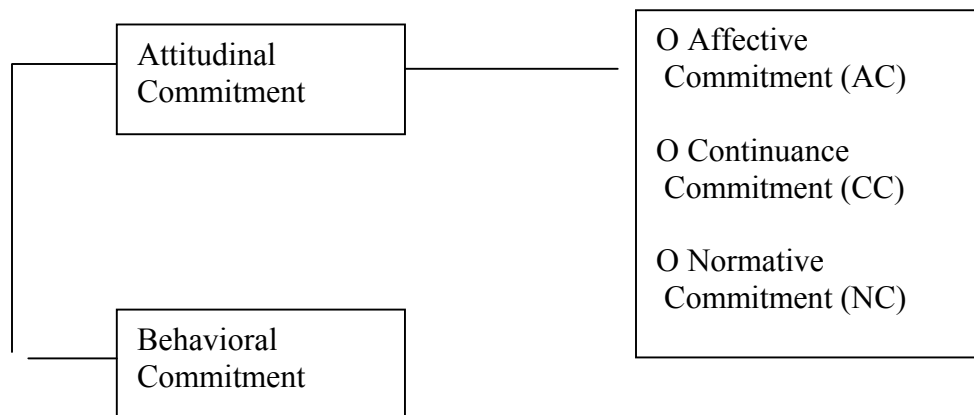 Attitudinal
Commitment
O Affective
Commitment (AC)
O Continuance
Commitment (CC)
O Normative
Commitment (NC)
Behavioral
Commitment